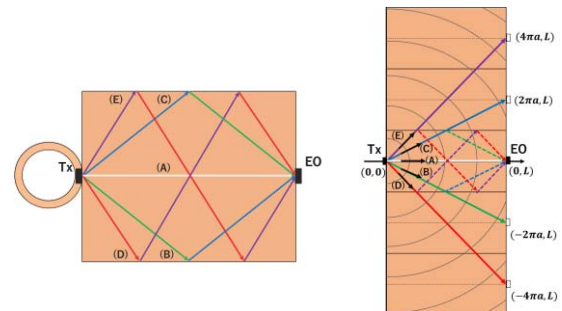 (E)
(C)
Tx
(A)
EO
(D)
(B)
(4πa, L)
(2πa, L)
Tx
(E)
(C)
(A)
EO
(0,0)
(B)
(0, L)
(D)
(−2πa, L)
(−4πa, L)